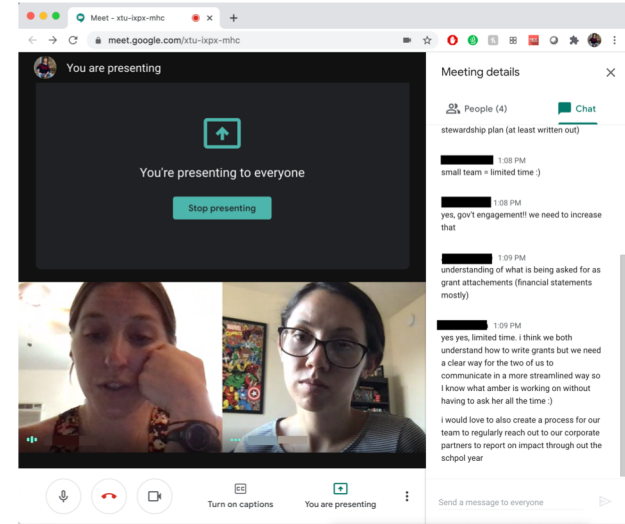 Meet - xtu-ixpx-mhc
meet.google.com/xtu-ixpx-mhc
You are presenting
You're presenting to everyone
Stop presenting
Meeting details
People (4)
Chat
stewardship plan (at least written out)
1:08 PM
small team = limited time :)
1:08 PM
yes, gov't engagement!! we need to increase
that
1:09 PM
understanding of what is being asked for as
grant attachements (financial statements
mostly)
1:09 PM
yes yes, limited time. i think we both
understand how to write grants but we need
a clear way for the two of us to
communicate in a more streamlined way so
I know what amber is working on without
having to ask her all the time :)
i would love to also create a process for our
team to regularly reach out to our corporate
partners to report on impact through out the
schpol year
CC
Turn on captions
You are presenting
Send a message to everyone